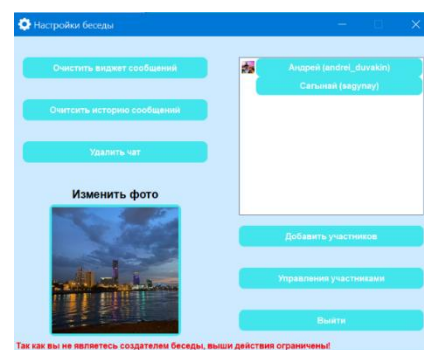 Настройки беседы
Очистить виджет сообщений
Очитсить историю сообщений
Удалить чат
Изменить фото
Андрей (andrei_duvakin)
Сагынай (sagynay)
Добавить участников
Управления участниками
Выйти
Так как вы не являетесь создателем беседы, выши действия ограничены!